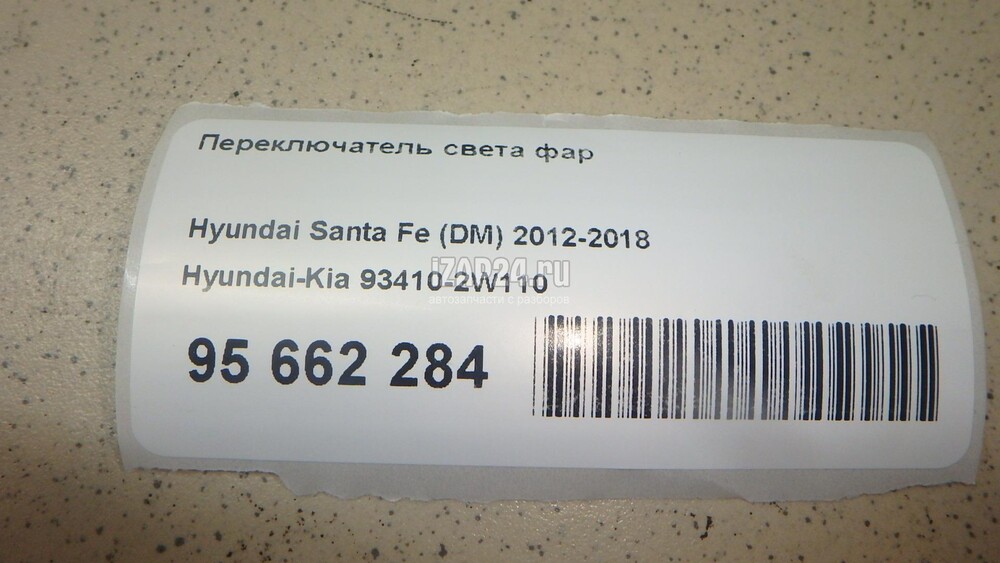 Переключатель света фар
Hyundai Santa Fe (DM) 2012-2018
iZAP24.ru
Hyundai-Kia 93410-2W110
автозапчасти с разборов
95 662 284